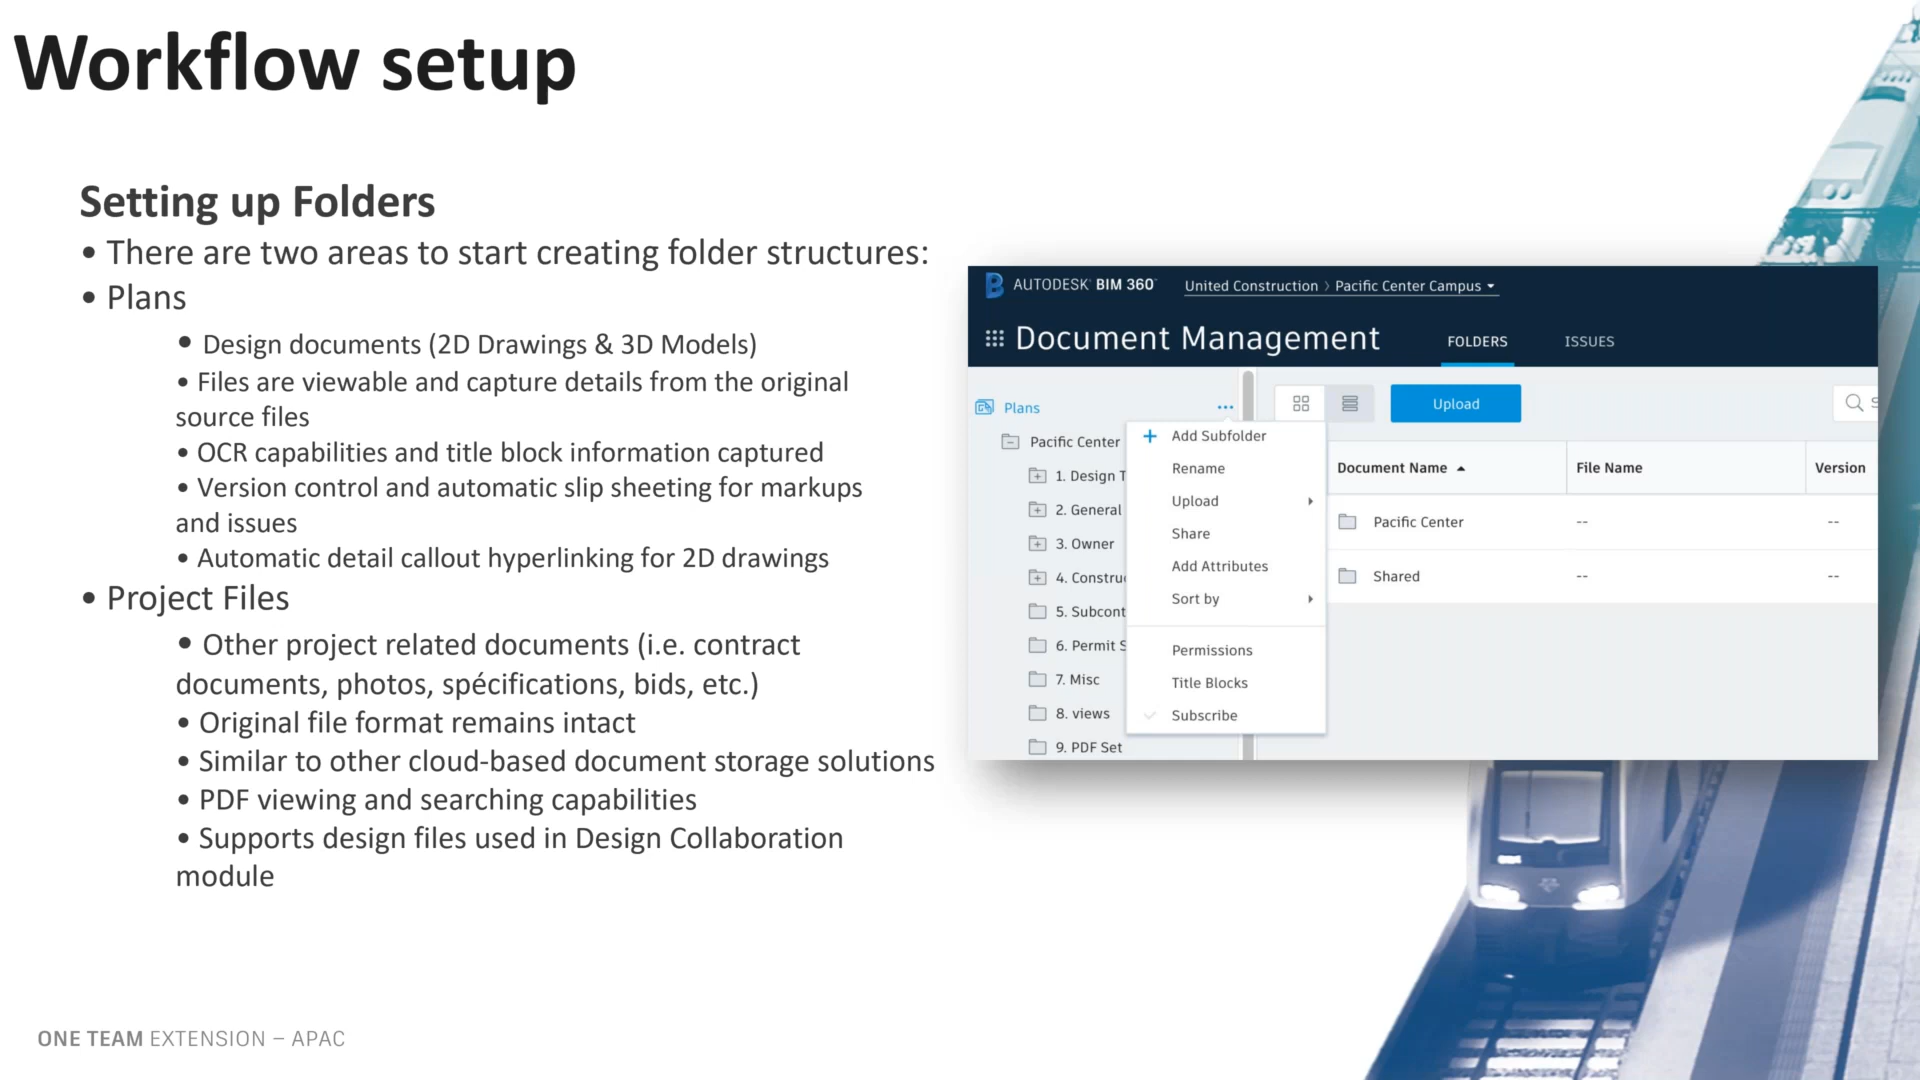 Workflow setup
Setting up Folders
• There are two areas to start creating folder structures:
• Plans
• Design documents (2D Drawings & 3D Models)
• Files are viewable and capture details from the original
source files
• OCR capabilities and title block information captured
• Version control and automatic slip sheeting for markups
and issues
• Automatic detail callout hyperlinking for 2D drawings
• Project Files
• Other project related documents (i.e. contract
documents, photos, spécifications, bids, etc.)
• Original file format remains intact
• Similar to other cloud-based document storage solutions
• PDF viewing and searching capabilities
• Supports design files used in Design Collaboration
module
AUTODESK BIM 360™ United Construction > Pacific Center Campus
Document Management FOLDERS ISSUES
Plans
Pacific Center
1. Design T
2. General
3. Owner
4. Constru
5. Subcont
6. Permit S
7. Misc
8. views
9. PDF Set
Add Subfolder
Rename
Upload
Share
Add Attributes
Sort by
Permissions
Title Blocks
Subscribe
Upload
Document Name File Name Version
Pacific Center -- --
Shared -- --
ONE TEAM EXTENSION – APAC